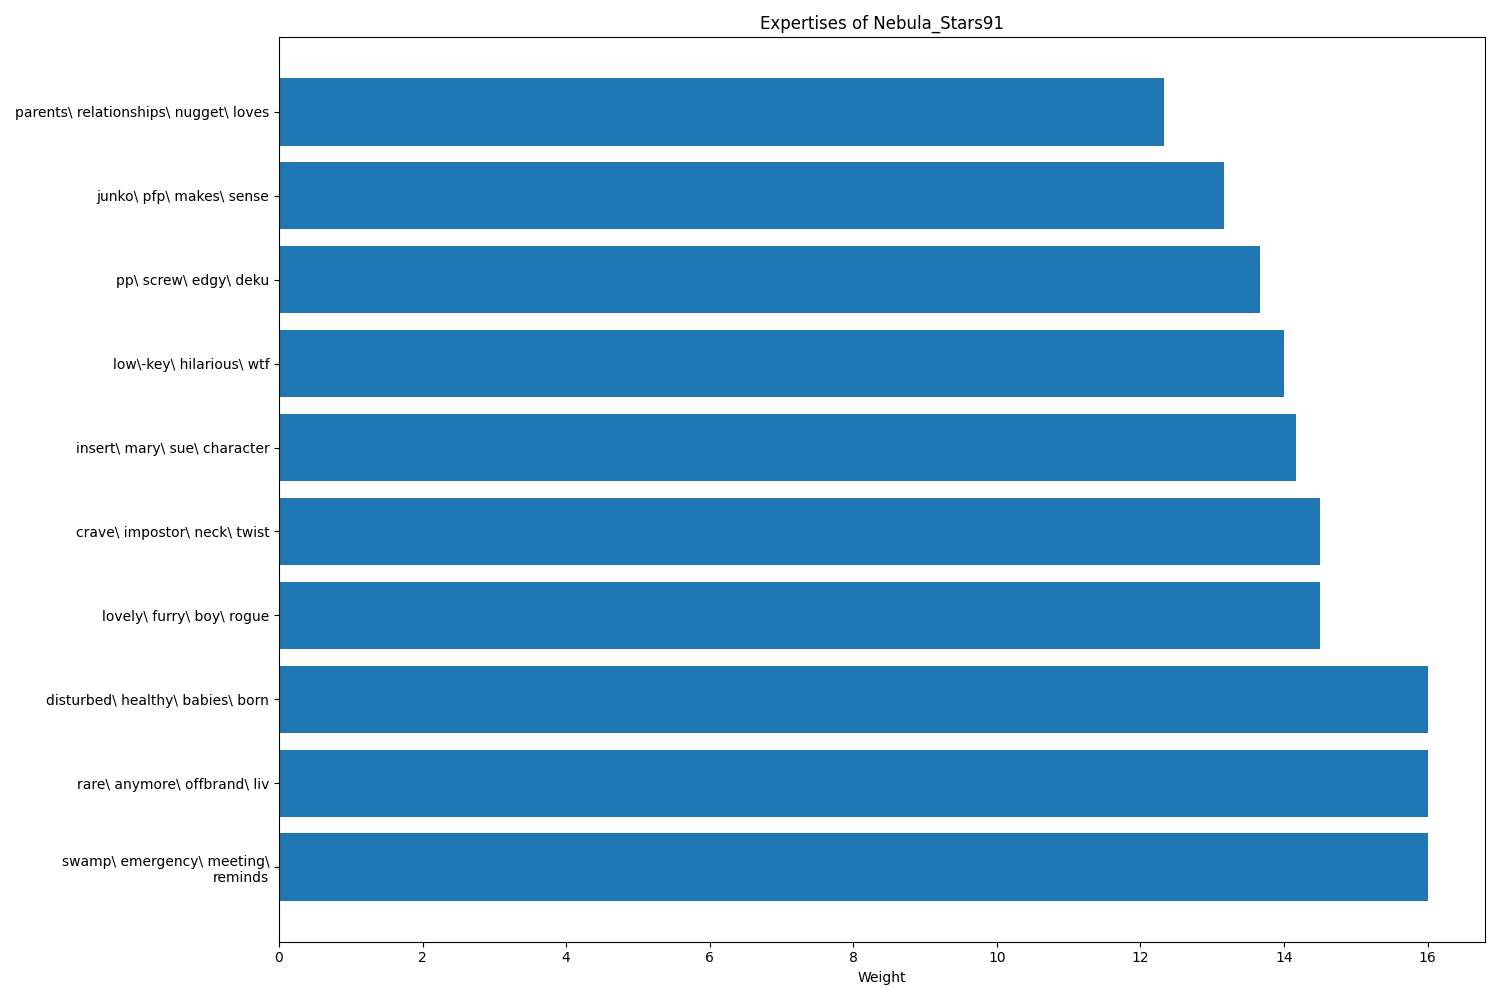 Expertises of Nebula_Stars91
parents\ relationships\ nugget\ loves
junko\ pfp\ makes\ sense
pp\ screw\ edgy\ deku
low\-key\ hilarious\ wtf
insert\ mary\ sue\ character
crave\ impostor\ neck\ twist
lovely\ furry\ boy\ rogue
disturbed\ healthy\ babies\ born
rare\ anymore\ offbrand\ liv
swamp\ emergency\ meeting\
reminds
0 2 4 6 8 10 12 14 16
Weight